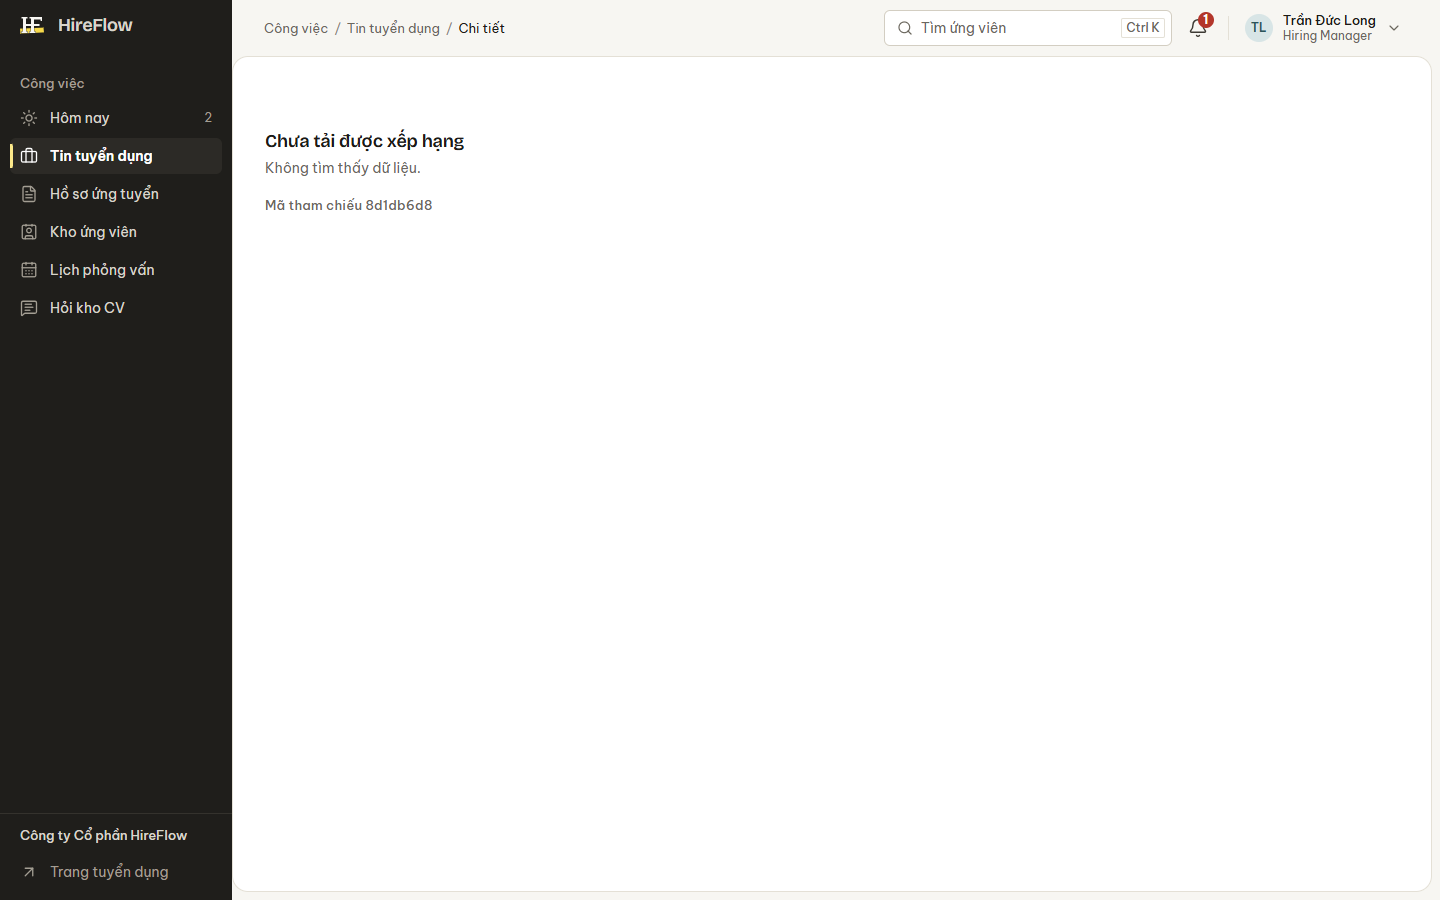 HF HireFlow
Công việc / Tin tuyển dụng / Chi tiết
Tìm ứng viên
Ctrl K
1
TL
Trần Đức Long
Hiring Manager
Công việc
Hôm nay 2
Tin tuyển dụng
Hồ sơ ứng tuyển
Kho ứng viên
Lịch phỏng vấn
Hỏi kho CV
Chưa tải được xếp hạng
Không tìm thấy dữ liệu.
Mã tham chiếu 8d1db6d8
Công ty Cổ phần HireFlow
Trang tuyển dụng